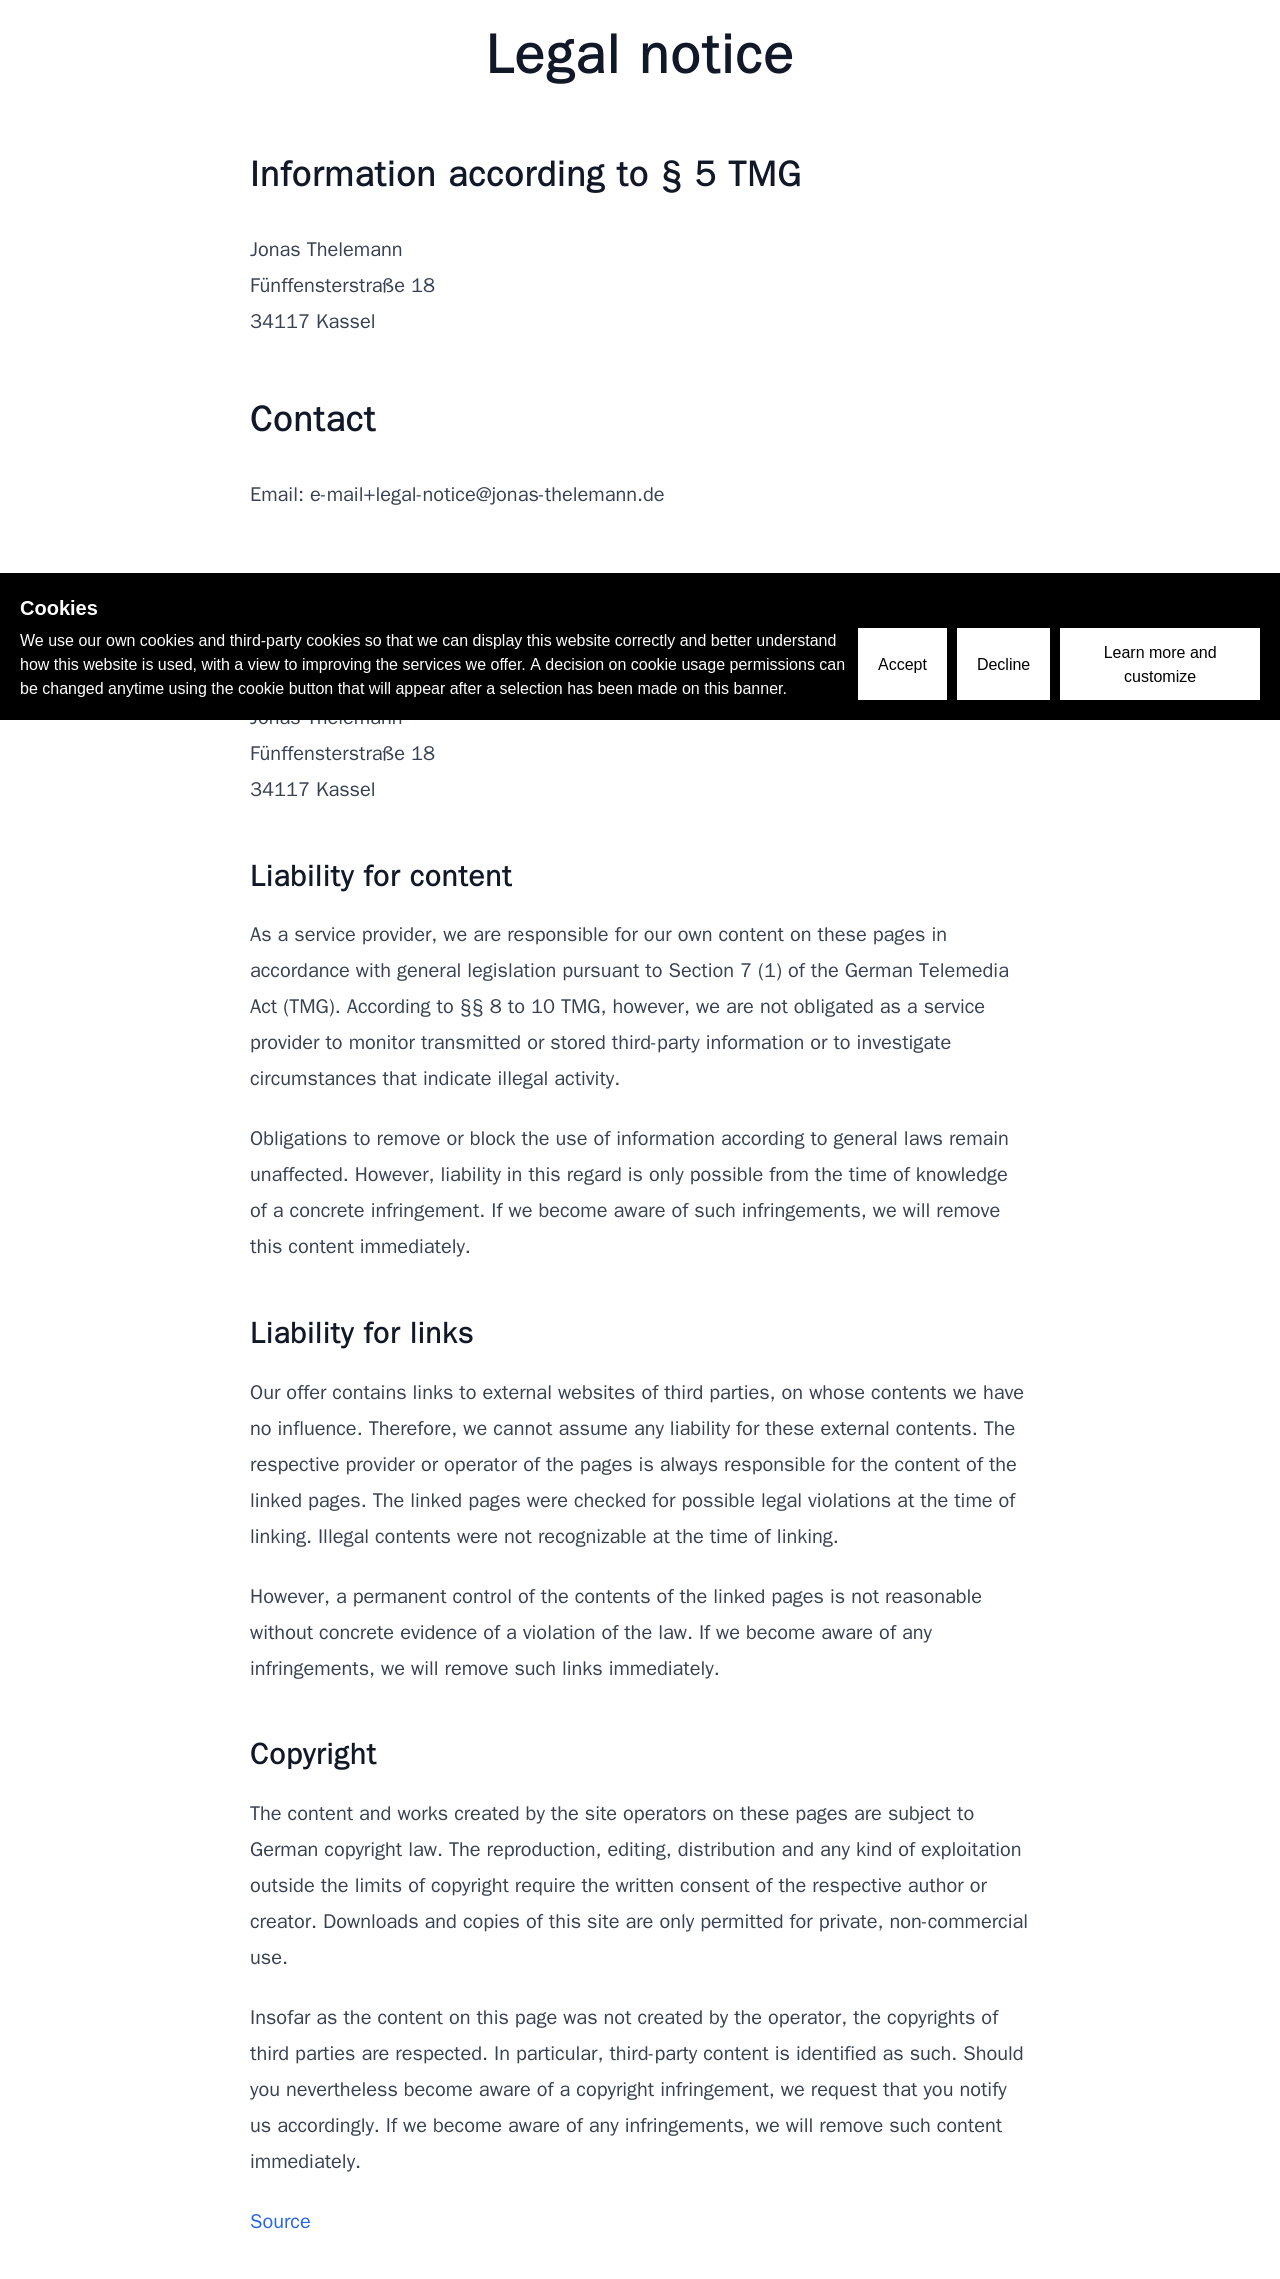 Legal notice
Information according to § 5 TMG
Jonas Thelemann
Fünffensterstraße 18
34117 Kassel
Contact
Email: e-mail+legal-notice@jonas-thelemann.de
Cookies
We use our own cookies and third-party cookies so that we can display this website correctly and better understand
how this website is used, with a view to improving the services we offer. A decision on cookie usage permissions can
be changed anytime using the cookie button that will appear after a selection has been made on this banner.
Accept
Decline
Learn more and
customize
Jonas Thelemann
Fünffensterstraße 18
34117 Kassel
Liability for content
As a service provider, we are responsible for our own content on these pages in
accordance with general legislation pursuant to Section 7 (1) of the German Telemedia
Act (TMG). According to §§ 8 to 10 TMG, however, we are not obligated as a service
provider to monitor transmitted or stored third-party information or to investigate
circumstances that indicate illegal activity.
Obligations to remove or block the use of information according to general laws remain
unaffected. However, liability in this regard is only possible from the time of knowledge
of a concrete infringement. If we become aware of such infringements, we will remove
this content immediately.
Liability for links
Our offer contains links to external websites of third parties, on whose contents we have
no influence. Therefore, we cannot assume any liability for these external contents. The
respective provider or operator of the pages is always responsible for the content of the
linked pages. The linked pages were checked for possible legal violations at the time of
linking. Illegal contents were not recognizable at the time of linking.
However, a permanent control of the contents of the linked pages is not reasonable
without concrete evidence of a violation of the law. If we become aware of any
infringements, we will remove such links immediately.
Copyright
The content and works created by the site operators on these pages are subject to
German copyright law. The reproduction, editing, distribution and any kind of exploitation
outside the limits of copyright require the written consent of the respective author or
creator. Downloads and copies of this site are only permitted for private, non-commercial
use.
Insofar as the content on this page was not created by the operator, the copyrights of
third parties are respected. In particular, third-party content is identified as such. Should
you nevertheless become aware of a copyright infringement, we request that you notify
us accordingly. If we become aware of any infringements, we will remove such content
immediately.
Source